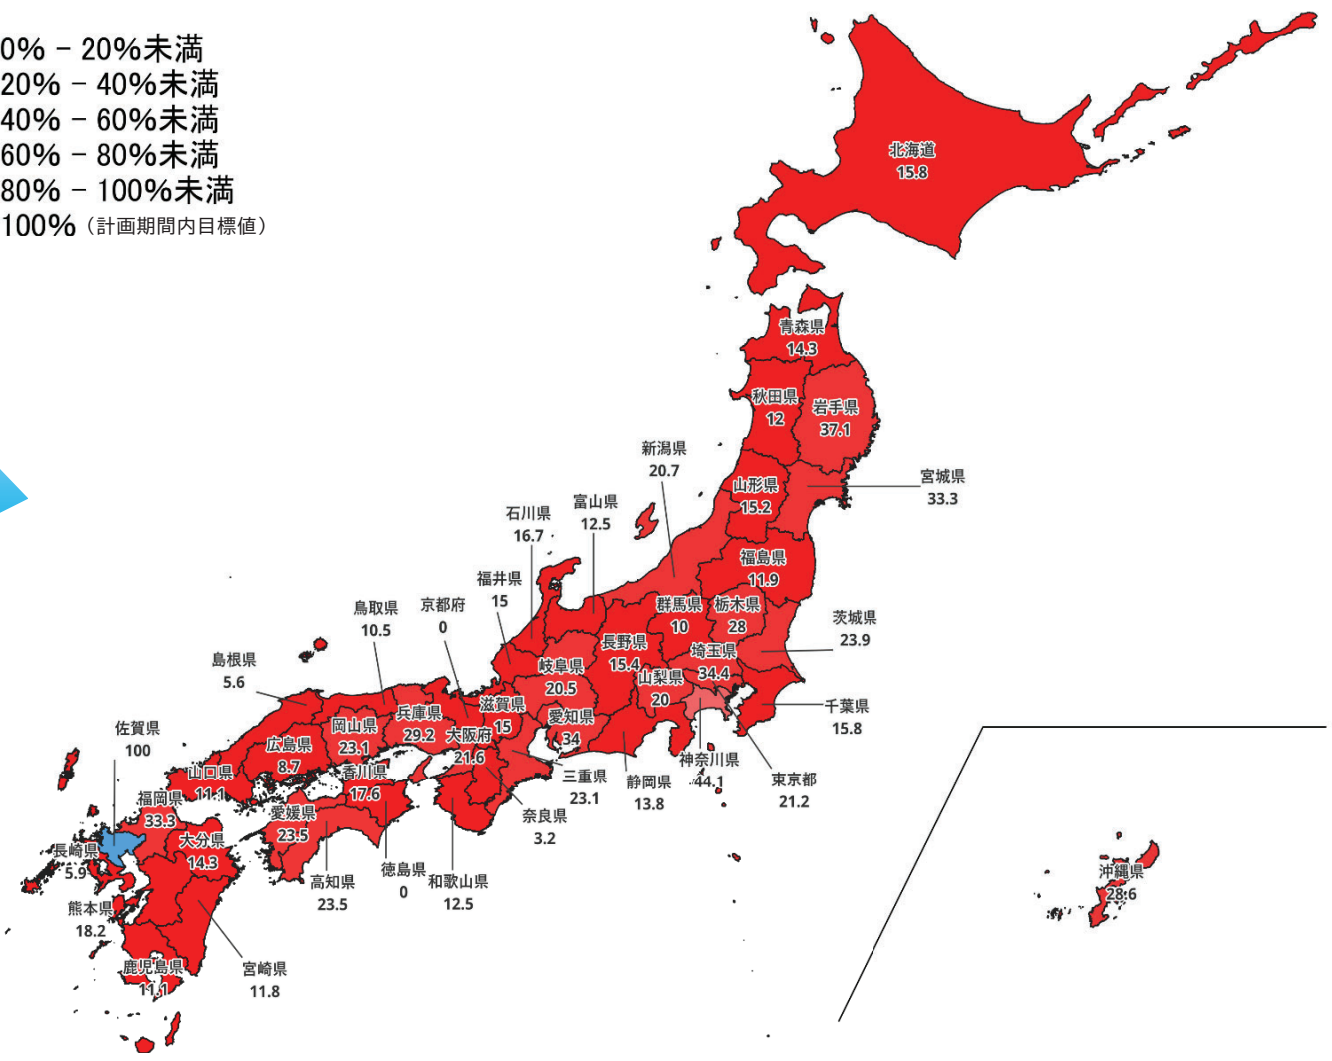 0% − 20%未満
20% − 40%未満
40% − 60%未満
60% − 80%未満
80% − 100%未満
100%（計画期間内目標値）
北海道
15.8
青森県
14.3
秋田県
12
岩手県
37.1
新潟県
20.7
山形県
15.2
宮城県
33.3
石川県
16.7
富山県
12.5
福島県
11.9
福井県
15
京都府
0
鳥取県
10.5
群馬県
10
栃木県
28
茨城県
23.9
島根県
5.6
長野県
15.4
埼玉県
34.4
岐阜県
20.5
山梨県
20
千葉県
15.8
佐賀県
100
岡山県
23.1
兵庫県
29.2
滋賀県
15
愛知県
34
広島県
8.7
大阪府
21.6
神奈川県
44.1
東京都
21.2
山口県
11.1
香川県
17.6
三重県
23.1
静岡県
13.8
福岡県
33.3
愛媛県
23.5
奈良県
3.2
大分県
14.3
長崎県
5.9
高知県
23.5
徳島県
0
和歌山県
12.5
熊本県
18.2
沖縄県
28.6
鹿児島県
11.1
宮崎県
11.8